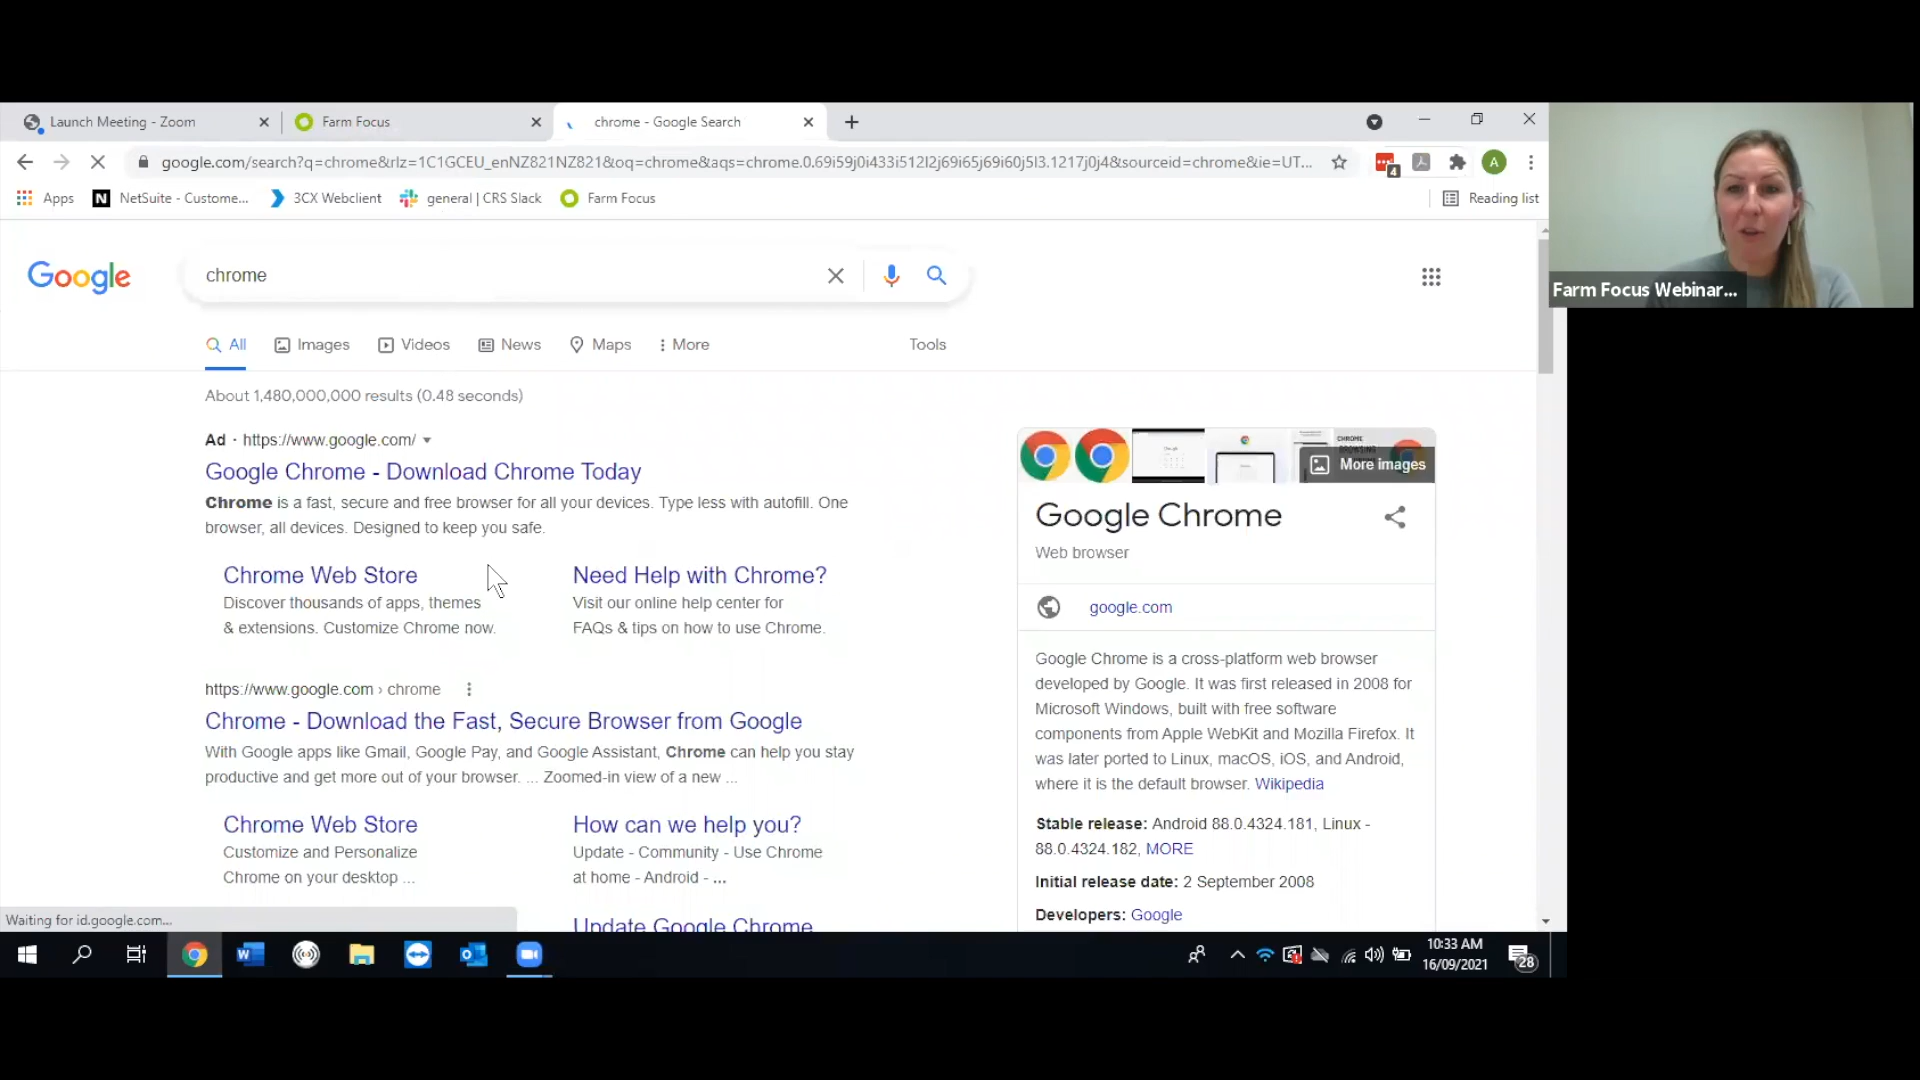 Launch Meeting - Zoom
Farm Focus
chrome - Google Search
google.com/search?q=chrome&rlz=1C1GCEU_enNZ821NZ821&oq=chrome&aqs=chrome.0.69i59j0i433i512l2j69i65j69i60j5l3.1217j0j4&sourceid=chrome&ie=UT...
4
A
Apps
N
NetSuite - Custome...
3CX Webclient
general | CRS Slack
Farm Focus
Reading list
Google
chrome
All
Images
Videos
News
Maps
More
Tools
About 1,480,000,000 results (0.48 seconds)
Ad · https://www.google.com/
Google Chrome - Download Chrome Today
Chrome is a fast, secure and free browser for all your devices. Type less with autofill. One
browser, all devices. Designed to keep you safe.
Chrome Web Store
Discover thousands of apps, themes
& extensions. Customize Chrome now.
Need Help with Chrome?
Visit our online help center for
FAQs & tips on how to use Chrome.
https://www.google.com › chrome
Chrome - Download the Fast, Secure Browser from Google
With Google apps like Gmail, Google Pay, and Google Assistant, Chrome can help you stay
productive and get more out of your browser. ... Zoomed-in view of a new ...
Chrome Web Store
Customize and Personalize
Chrome on your desktop ...
How can we help you?
Update - Community - Use Chrome
at home - Android - ...
Update Google Chrome
CHROME
More images
Google Chrome
Web browser
google.com
Google Chrome is a cross-platform web browser
developed by Google. It was first released in 2008 for
Microsoft Windows, built with free software
components from Apple WebKit and Mozilla Firefox. It
was later ported to Linux, macOS, iOS, and Android,
where it is the default browser. Wikipedia
Stable release: Android 88.0.4324.181, Linux -
88.0.4324.182, MORE
Initial release date: 2 September 2008
Developers: Google
Waiting for id.google.com...
10:33 AM
16/09/2021
28
Farm Focus Webinar...